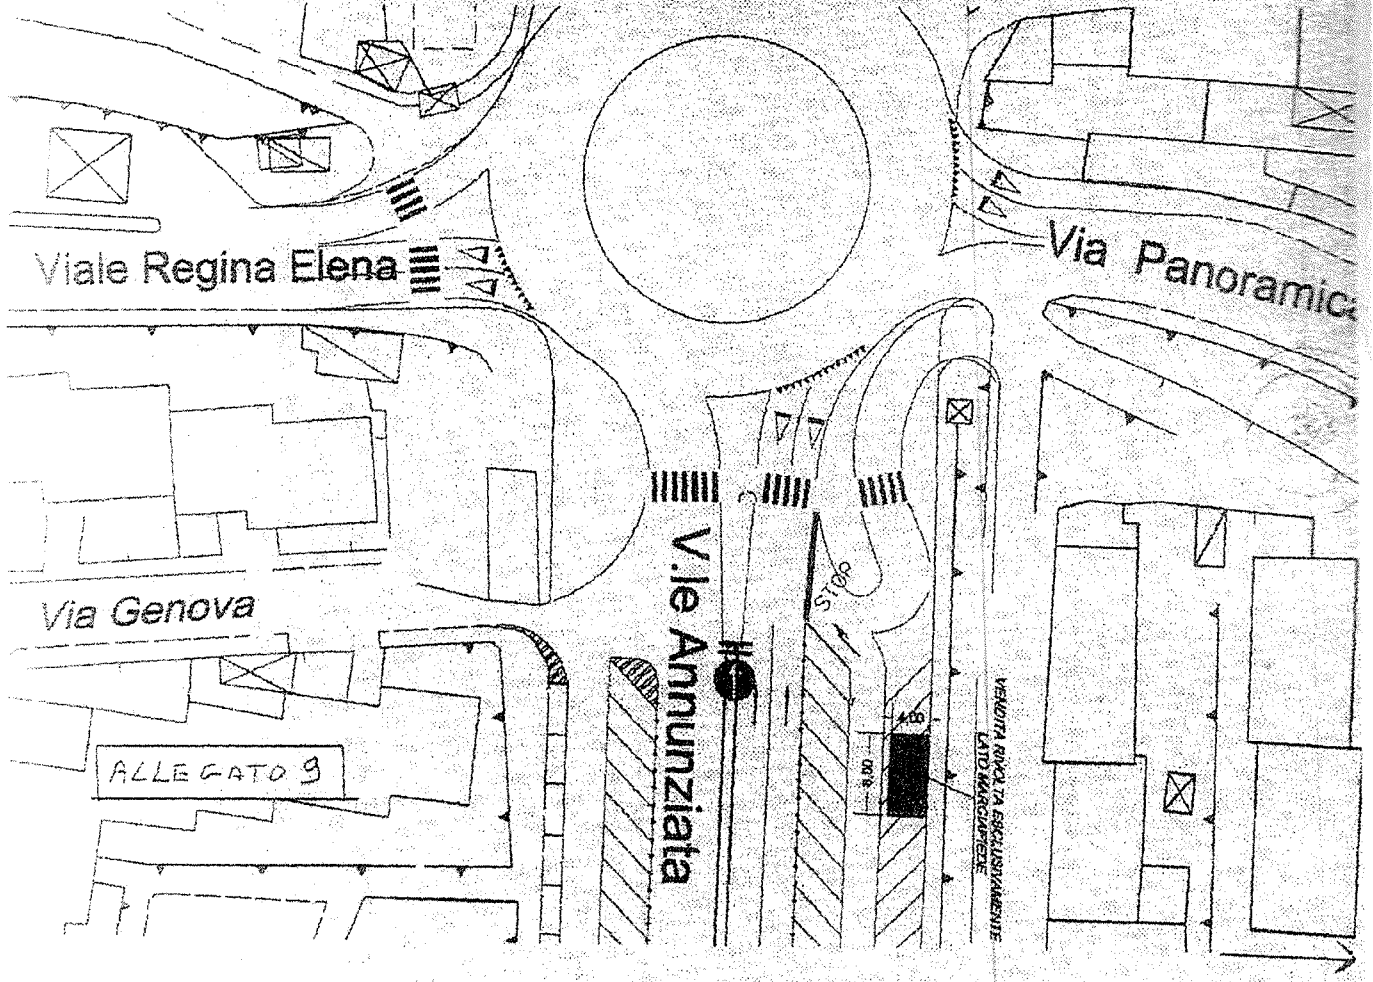 Viale Regina Elena
Via Panoramica
Via Genova
V.le Annunziata
STOP
4.00
8,00
VENDITA RIVOLTA ESCLUSIVAMENTE
LATO MARCIAPIEDE
ALLEGATO 9